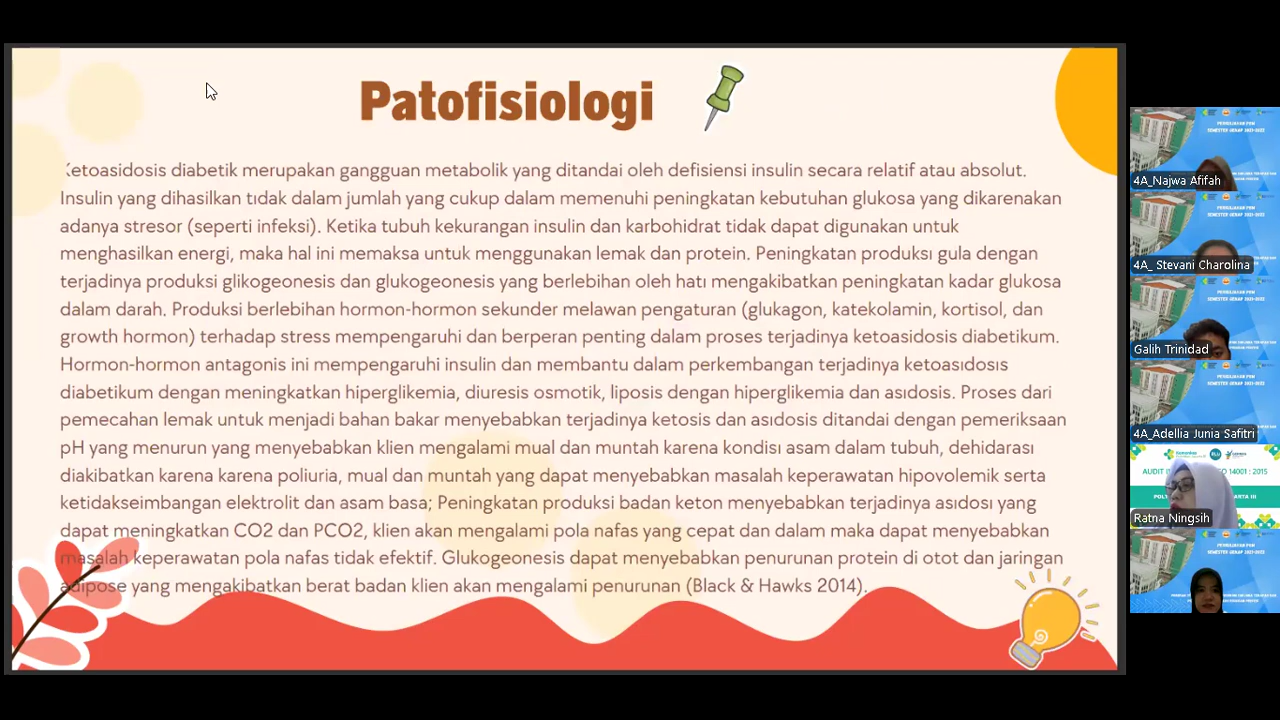 Patofisiologi
Ketoasidosis diabetik merupakan gangguan metabolik yang ditandai oleh defisiensi insulin secara relatif atau absolut.
Insulin yang dihasilkan tidak dalam jumlah yang cukup dalam memenuhi peningkatan kebutuhan glukosa yang dikarenakan
adanya stresor (seperti infeksi). Ketika tubuh kekurangan insulin dan karbohidrat tidak dapat digunakan untuk
menghasilkan energi, maka hal ini memaksa untuk menggunakan lemak dan protein. Peningkatan produksi gula dengan
terjadinya produksi glikogeonesis dan glukogeonesis yang berlebihan oleh hati mengakibatkan peningkatan kadar glukosa
dalam darah. Produksi berlebihan hormon-hormon sekunder melawan pengaturan (glukagon, katekolamin, kortisol, dan
growth hormon) terhadap stress mempengaruhi dan berperan penting dalam proses terjadinya ketoasidosis diabetikum.
Hormon-hormon antagonis ini mempengaruhi insulin dan membantu dalam perkembangan terjadinya ketoasidosis
diabetikum dengan meningkatkan hiperglikemia, diuresis osmotik, liposis dengan hiperglikemia dan asidosis. Proses dari
pemecahan lemak untuk menjadi bahan bakar menyebabkan terjadinya ketosis dan asidosis ditandai dengan pemeriksaan
pH yang menurun yang menyebabkan klien mengalami mual dan muntah karena kondisi asam dalam tubuh, dehidarasi
diakibatkan karena karena poliuria, mual dan muntah yang dapat menyebabkan masalah keperawatan hipovolemik serta
ketidakseimbangan elektrolit dan asam basa; Peningkatan produksi badan keton menyebabkan terjadinya asidosi yang
dapat meningkatkan CO2 dan PCO2, klien akan mengalami pola nafas yang cepat dan dalam maka dapat menyebabkan
masalah keperawatan pola nafas tidak efektif. Glukogeonesis dapat menyebabkan penurunan protein di otot dan jaringan
adipose yang mengakibatkan berat badan klien akan mengalami penurunan (Black & Hawks 2014).
4A_Najwa Afifah
4A_ Stevani Charolina
Galih Trinidad
4A_Adellia Junia Safitri
14001 : 2015
Ratna Ningsih